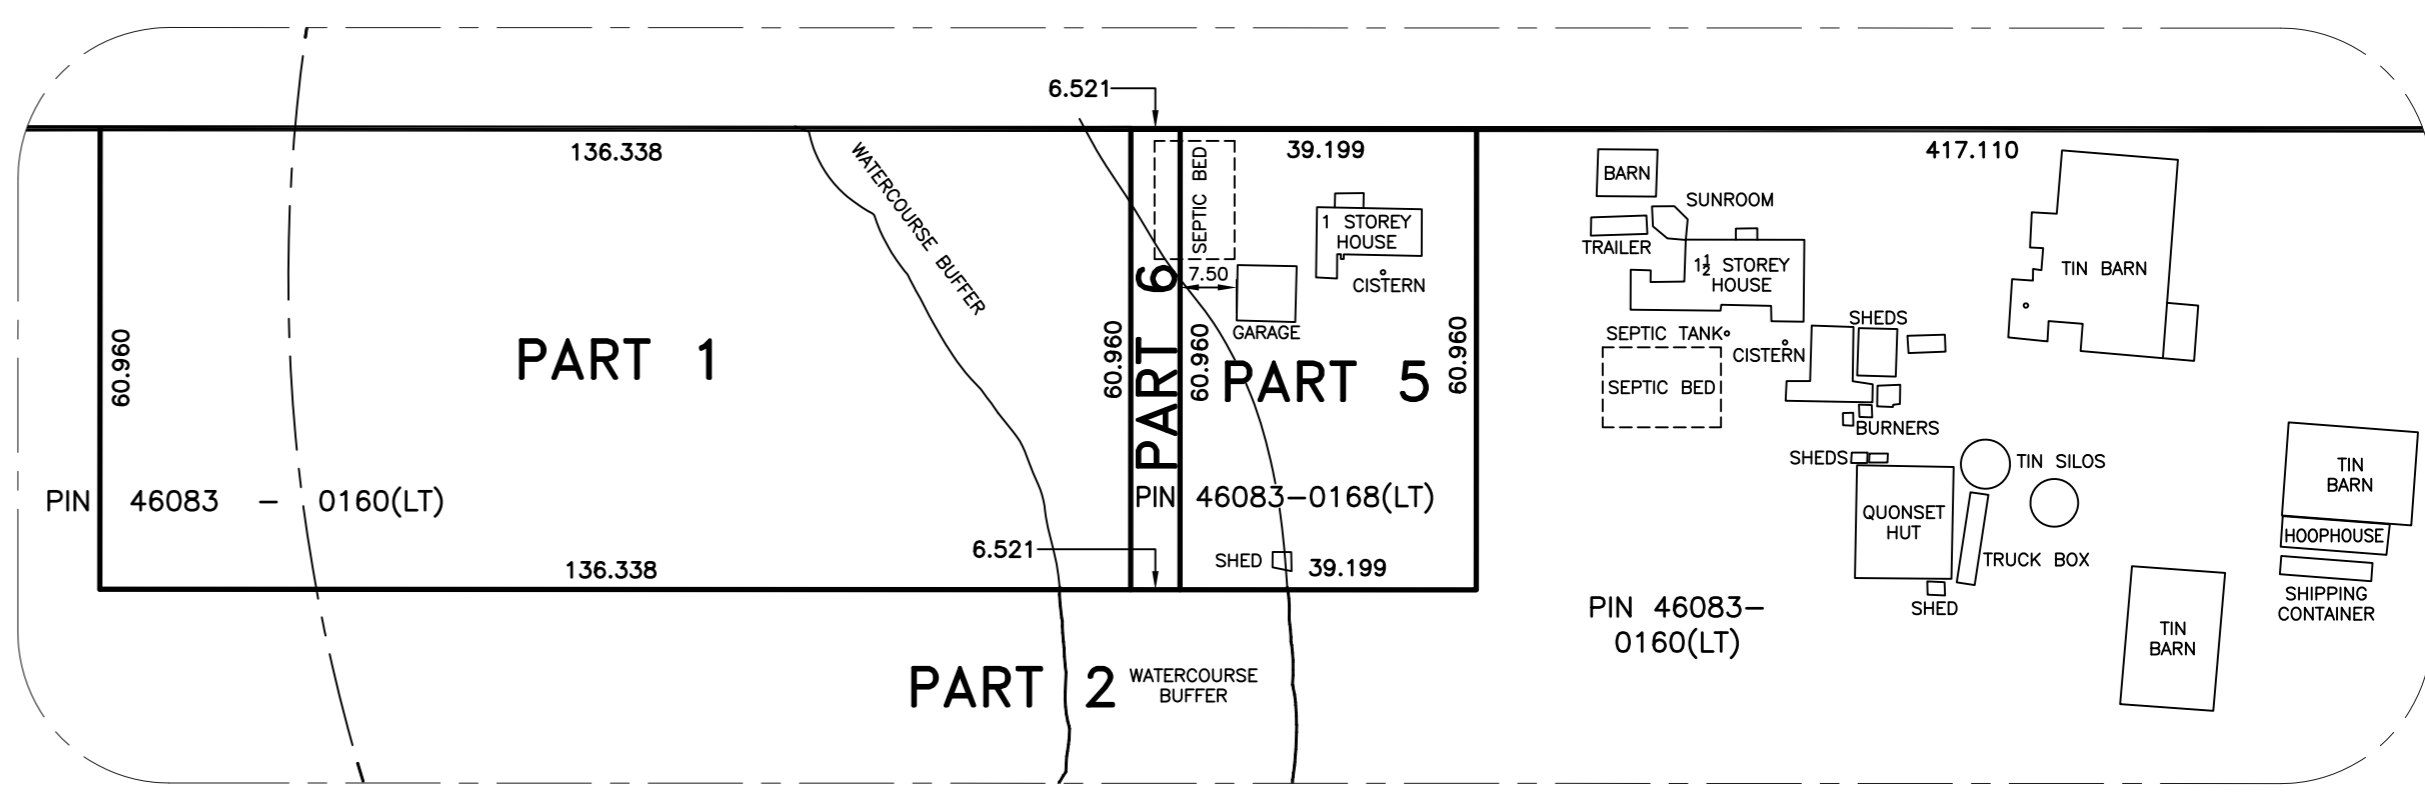 6.521
136.338
39.199
417.110
WATERCOURSE BUFFER
SEPTIC BED
BARN
SUNROOM
1 STOREY
HOUSE
TRAILER
1½ STOREY
HOUSE
TIN BARN
7.50
CISTERN
GARAGE
SHEDS
SEPTIC TANK
CISTERN
60.960
PART 1
60.960
PART 6
60.960
PART 5
60.960
SEPTIC BED
BURNERS
SHEDS
TIN SILOS
TIN
BARN
PIN 46083 - 0160(LT)
PIN 46083-0168(LT)
QUONSET
HUT
HOOPHOUSE
6.521
136.338
SHED
39.199
TRUCK BOX
SHIPPING
CONTAINER
SHED
PIN 46083-
0160(LT)
TIN
BARN
PART 2
WATERCOURSE
BUFFER